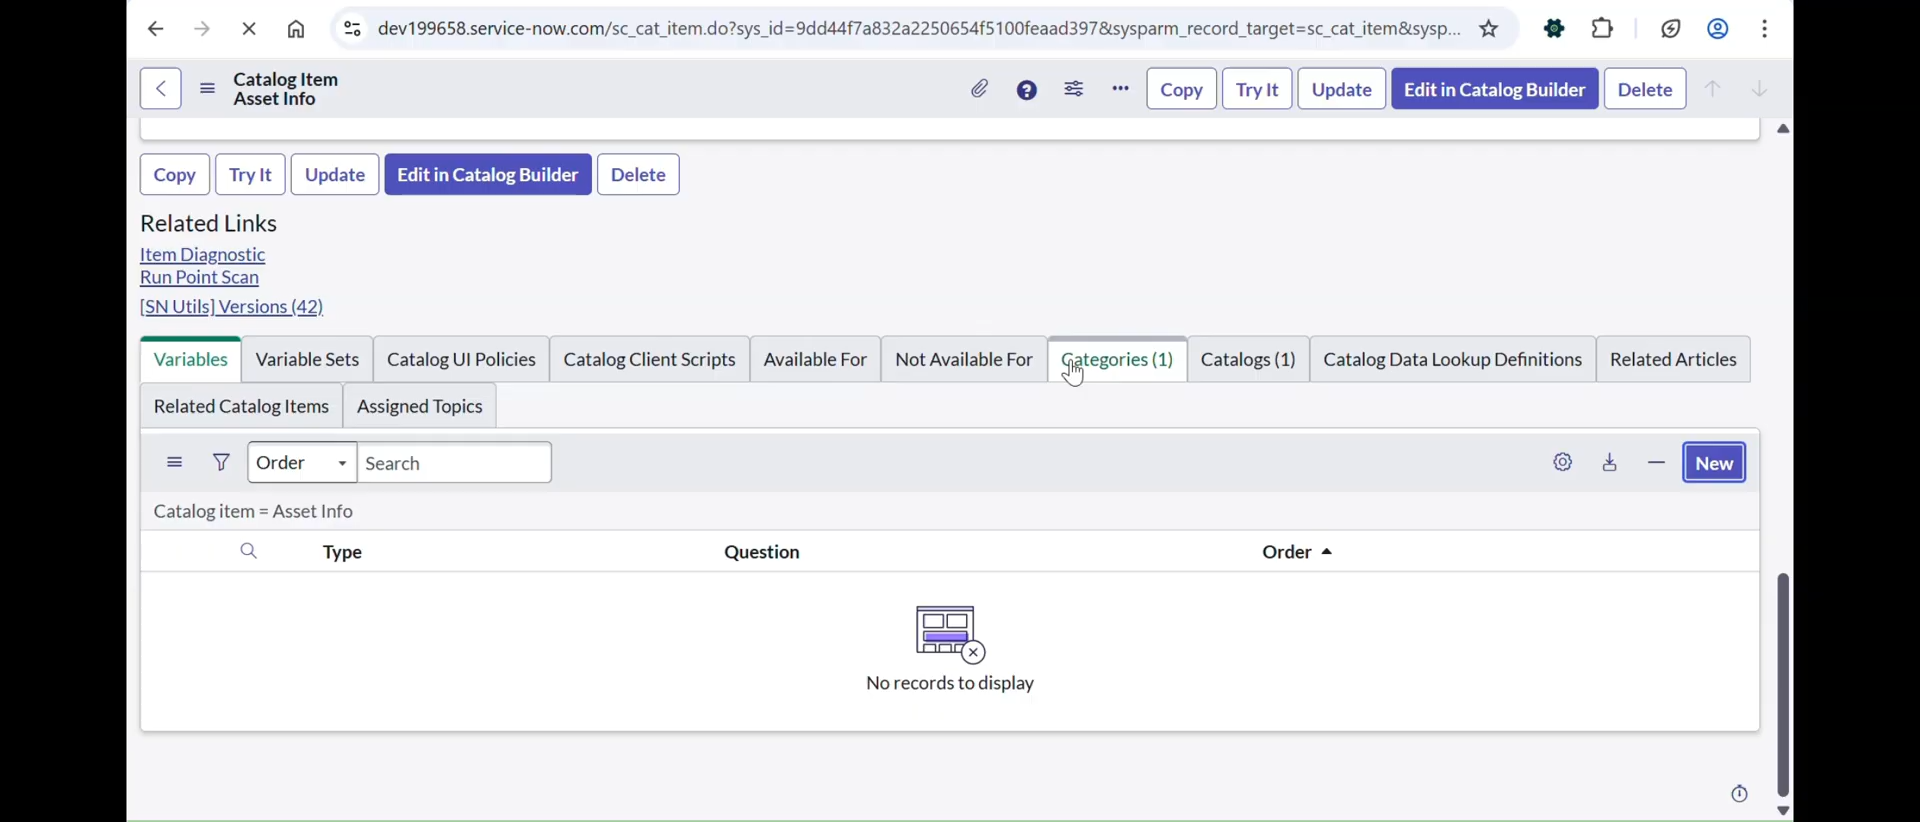 dev199658.service-now.com/sc_cat_item.do?sys_id=9dd44f7a832a2250654f5100feaad397&sysparm_record_target=sc_cat_item&sysp...
Catalog Item
Asset Info
Copy Try It Update Edit in Catalog Builder Delete
Copy Try It Update Edit in Catalog Builder Delete
Related Links
Item Diagnostic
Run Point Scan
[SN Utils] Versions (42)
Variables Variable Sets Catalog UI Policies Catalog Client Scripts Available For Not Available For Categories (1) Catalogs (1) Catalog Data Lookup Definitions Related Articles
Related Catalog Items Assigned Topics
Order Search New
Catalog item = Asset Info
Type Question Order
No records to display